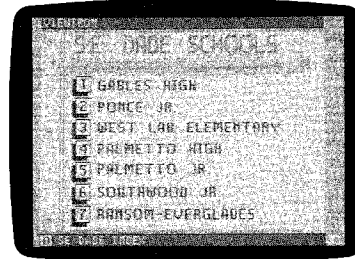 VIEWTRON
S.E. DADE SCHOOLS
1 GABLES HIGH
2 PONCE JR
3 WEST LAB ELEMENTARY
4 PALMETTO HIGH
5 PALMETTO JR
6 SOUTHWOOD JR
7 RANSOM-EVERGLADES
SE DADE INDEX